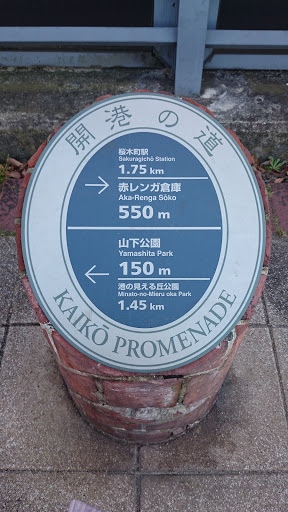 開港の道
桜木町駅
Sakuragichō Station
1.75 km
赤レンガ倉庫
Aka-Renga Sōko
550 m
山下公園
Yamashita Park
150 m
港の見える丘公園
Minato-no-Mieru oka Park
1.45 km
KAIKŌ PROMENADE